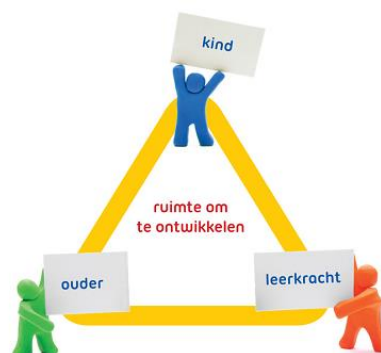 kind
ruimte om
te ontwikkelen
ouder
leerkracht